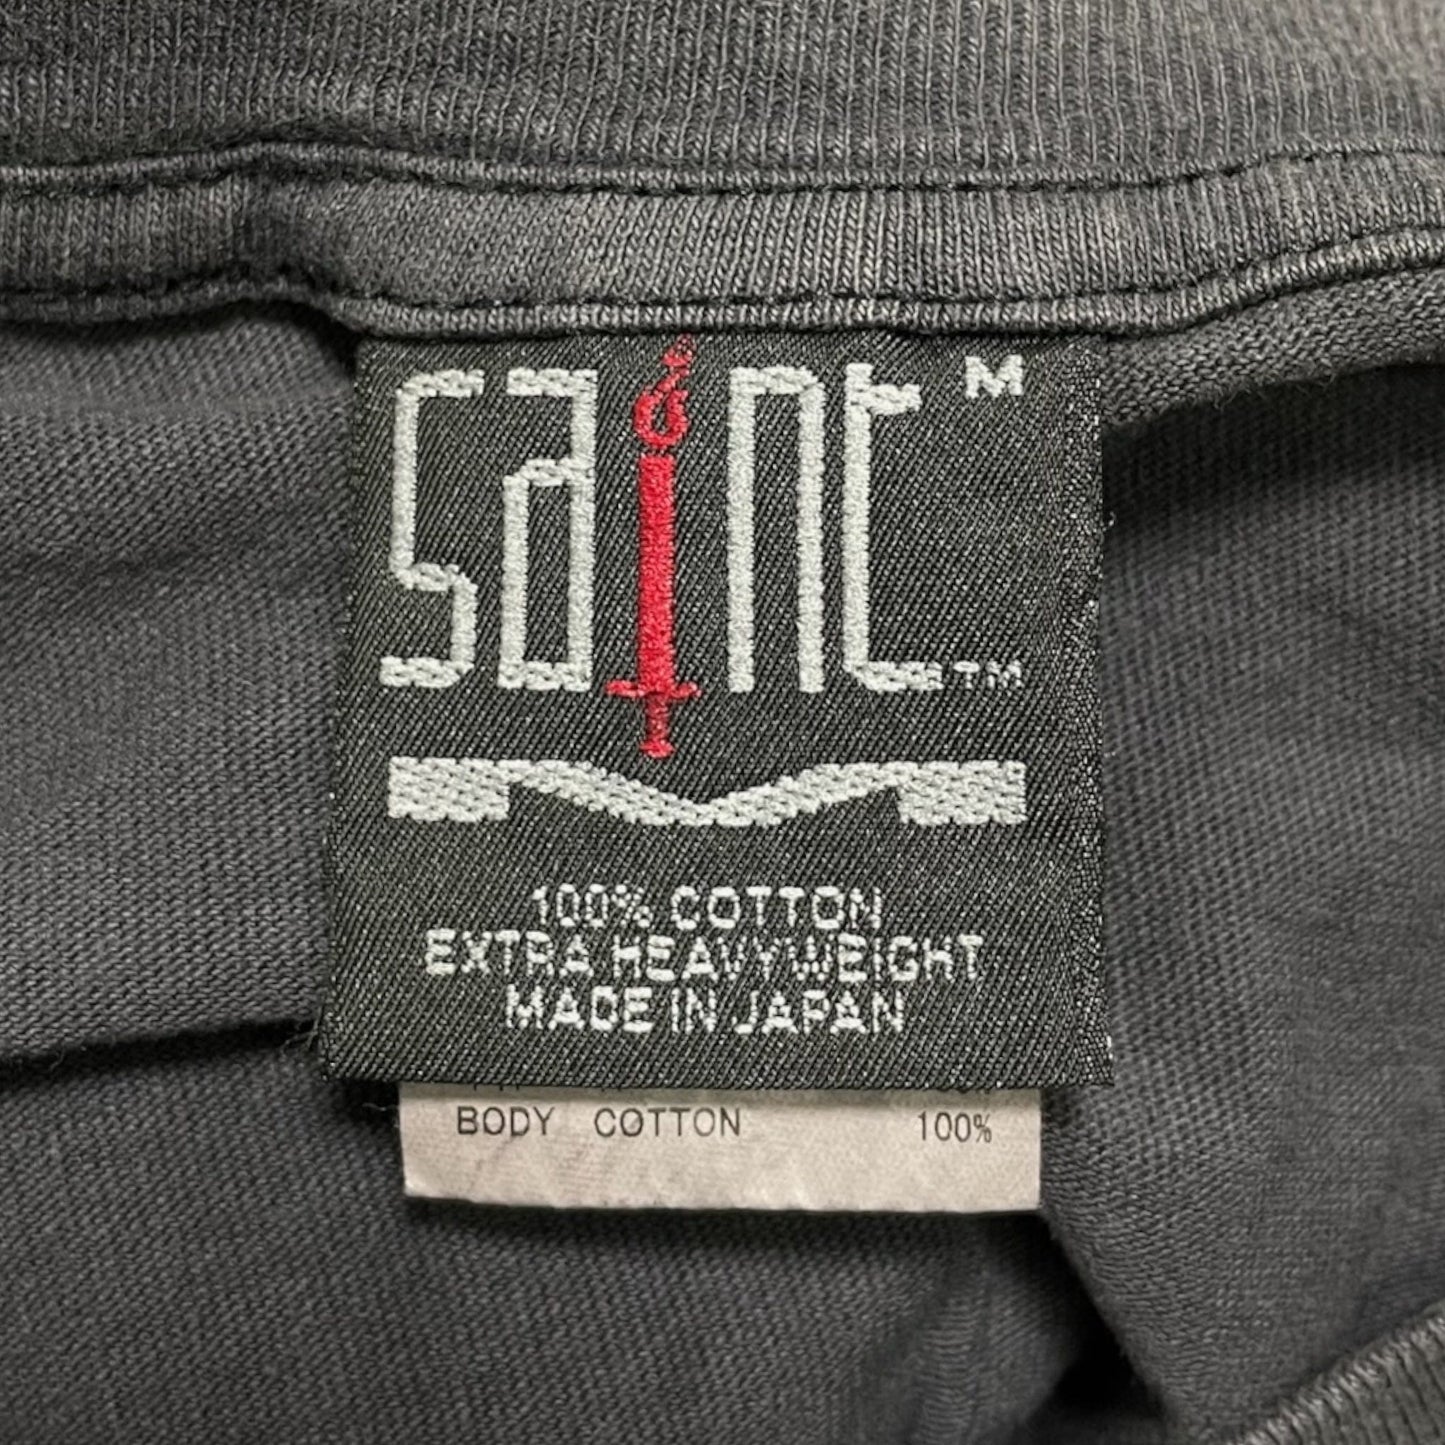 saint M
TM
100% COTTON
EXTRA HEAVYWEIGHT
MADE IN JAPAN
BODY COTTON 100%